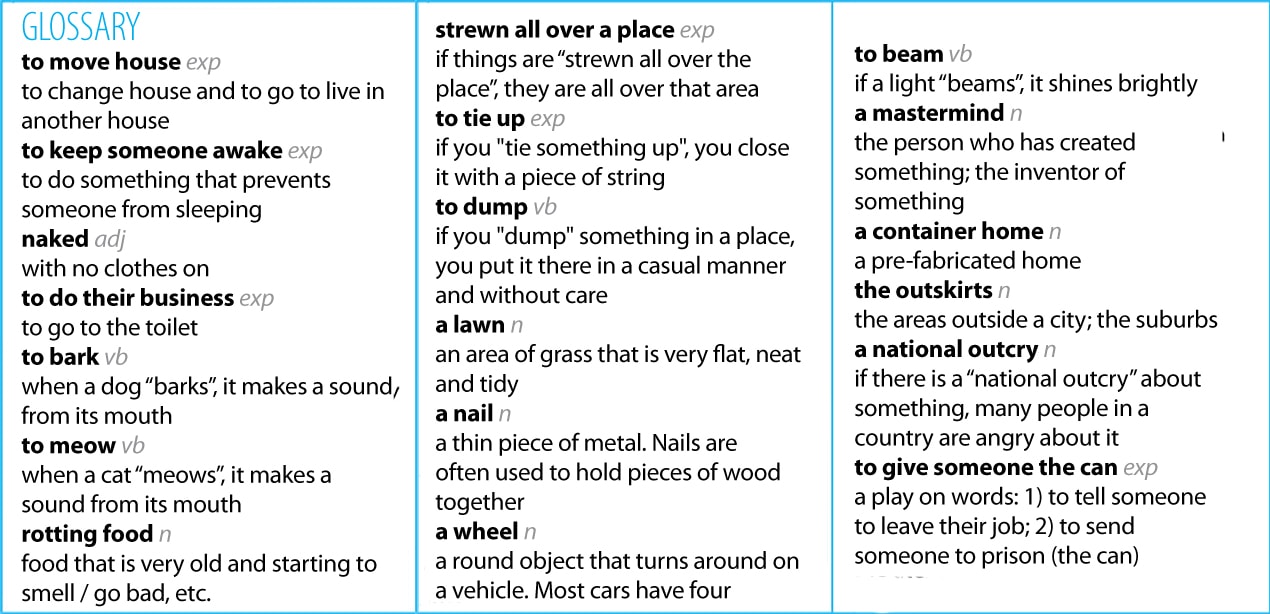 GLOSSARY
to move house exp
to change house and to go to live in
another house
to keep someone awake exp
to do something that prevents
someone from sleeping
naked adj
with no clothes on
to do their business exp
to go to the toilet
to bark vb
when a dog “barks”, it makes a sound,
from its mouth
to meow vb
when a cat “meows”, it makes a
sound from its mouth
rotting food n
food that is very old and starting to
smell / go bad, etc.
strewn all over a place exp
if things are “strewn all over the
place”, they are all over that area
to tie up exp
if you "tie something up", you close
it with a piece of string
to dump vb
if you "dump" something in a place,
you put it there in a casual manner
and without care
a lawn n
an area of grass that is very flat, neat
and tidy
a nail n
a thin piece of metal. Nails are
often used to hold pieces of wood
together
a wheel n
a round object that turns around on
a vehicle. Most cars have four
to beam vb
if a light “beams”, it shines brightly
a mastermind n
the person who has created
something; the inventor of
something
a container home n
a pre-fabricated home
the outskirts n
the areas outside a city; the suburbs
a national outcry n
if there is a “national outcry” about
something, many people in a
country are angry about it
to give someone the can exp
a play on words: 1) to tell someone
to leave their job; 2) to send
someone to prison (the can)